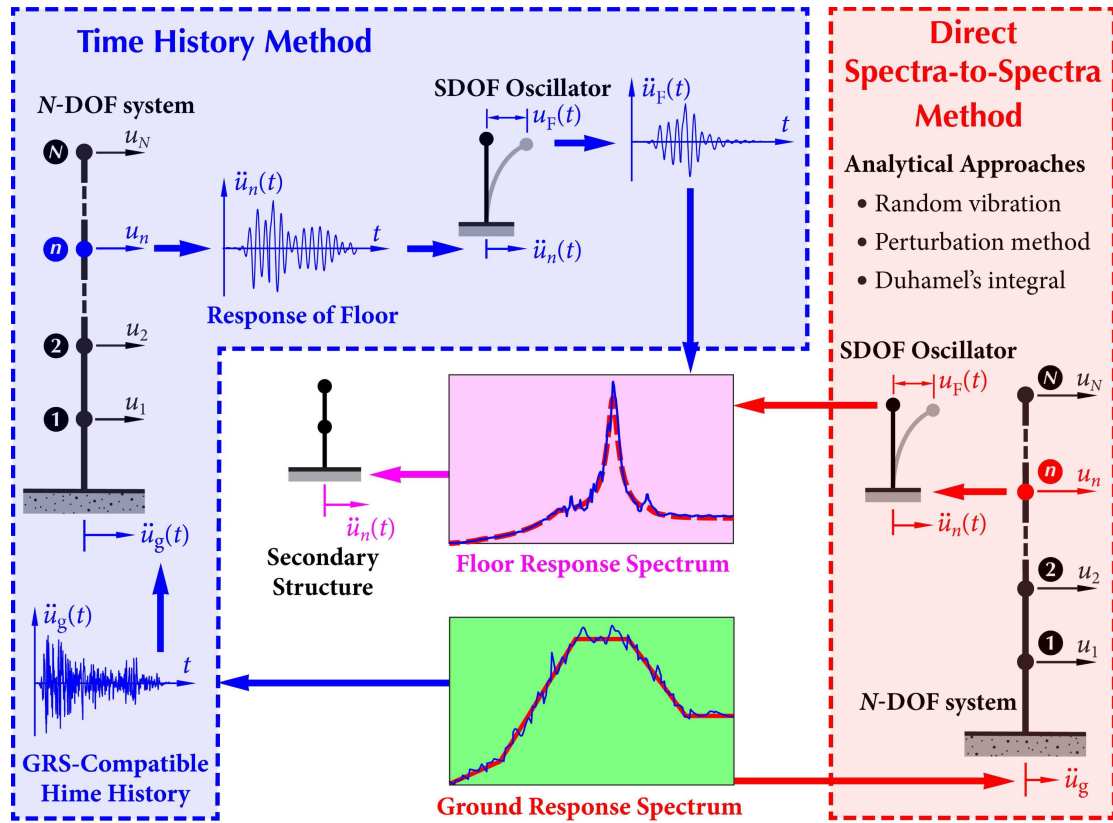 Time History Method
N-DOF system
N
u_N
n
u_n
2
u_2
1
u_1
ü_g(t)
ü_g(t)
t
GRS-Compatible
Hime History
ü_n(t)
t
Response of Floor
SDOF Oscillator
u_F(t)
ü_n(t)
ü_F(t)
t
Secondary
Structure
ü_n(t)
Floor Response Spectrum
Ground Response Spectrum
Direct
Spectra-to-Spectra
Method
Analytical Approaches
• Random vibration
• Perturbation method
• Duhamel's integral
SDOF Oscillator
u_F(t)
ü_n(t)
N
u_N
n
u_n
2
u_2
1
u_1
N-DOF system
ü_g